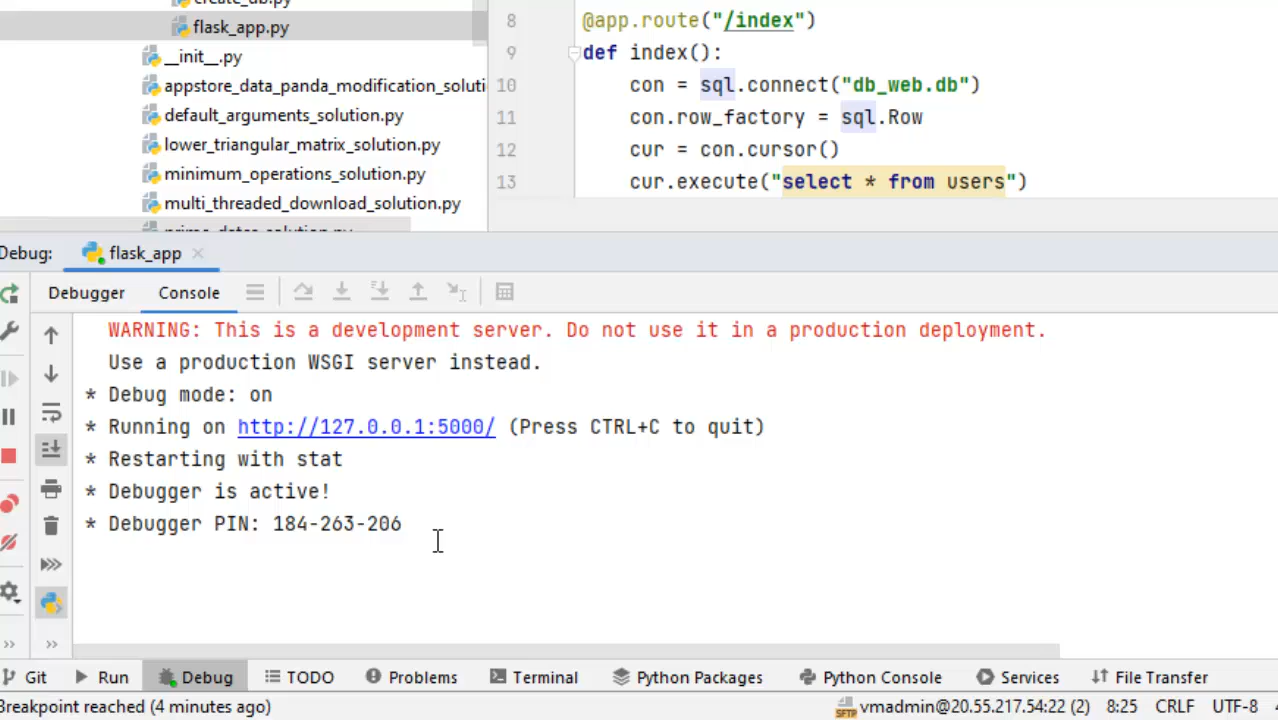 create_db.py
flask_app.py
__init__.py
appstore_data_panda_modification_soluti
default_arguments_solution.py
lower_triangular_matrix_solution.py
minimum_operations_solution.py
multi_threaded_download_solution.py
prime_dates_solution.py
8 @app.route("/index")
9 def index():
10 con = sql.connect("db_web.db")
11 con.row_factory = sql.Row
12 cur = con.cursor()
13 cur.execute("select * from users")
Debug: flask_app
Debugger Console
WARNING: This is a development server. Do not use it in a production deployment.
Use a production WSGI server instead.
* Debug mode: on
* Running on http://127.0.0.1:5000/ (Press CTRL+C to quit)
* Restarting with stat
* Debugger is active!
* Debugger PIN: 184-263-206
Git Run Debug TODO Problems Terminal Python Packages Python Console Services File Transfer
Breakpoint reached (4 minutes ago) vmadmin@20.55.217.54:22 (2) 8:25 CRLF UTF-8